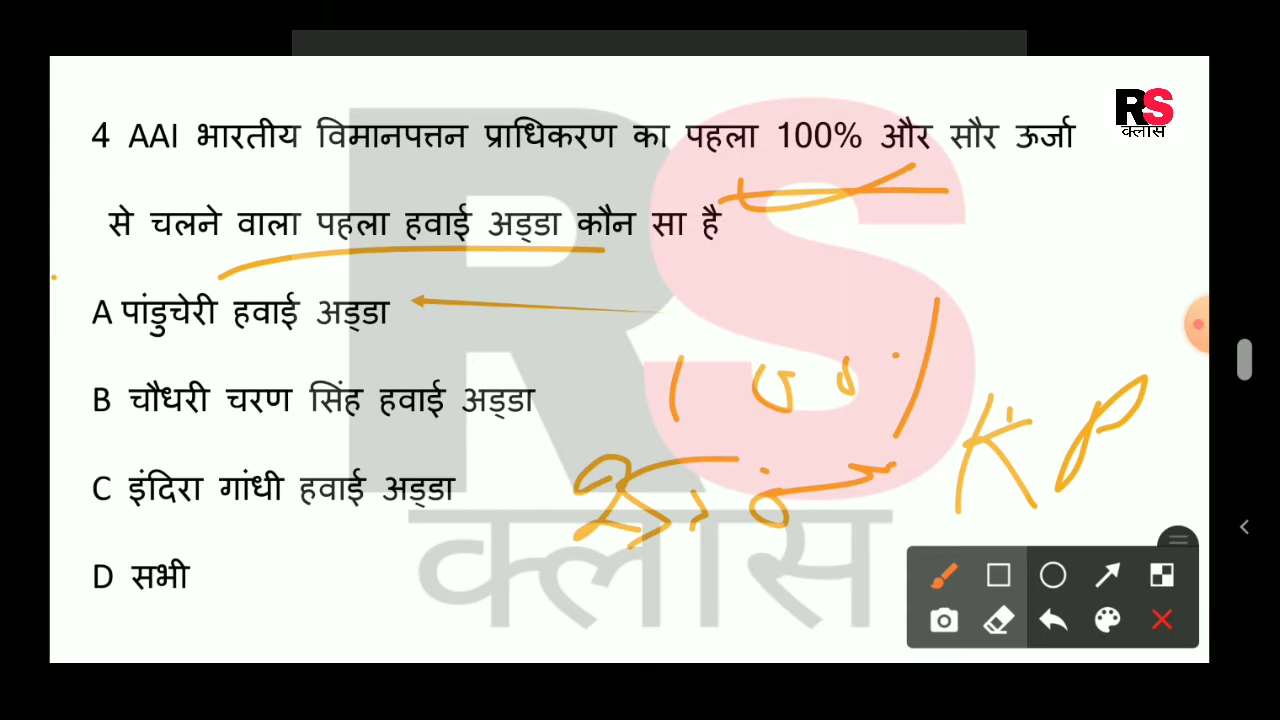 RS
क्लास
4 AAI भारतीय विमानपत्तन प्राधिकरण का पहला 100% और सौर ऊर्जा
से चलने वाला पहला हवाई अड्डा कौन सा है
A पांडुचेरी हवाई अड्डा
B चौधरी चरण सिंह हवाई अड्डा
C इंदिरा गांधी हवाई अड्डा
D सभी
RS
क्लास